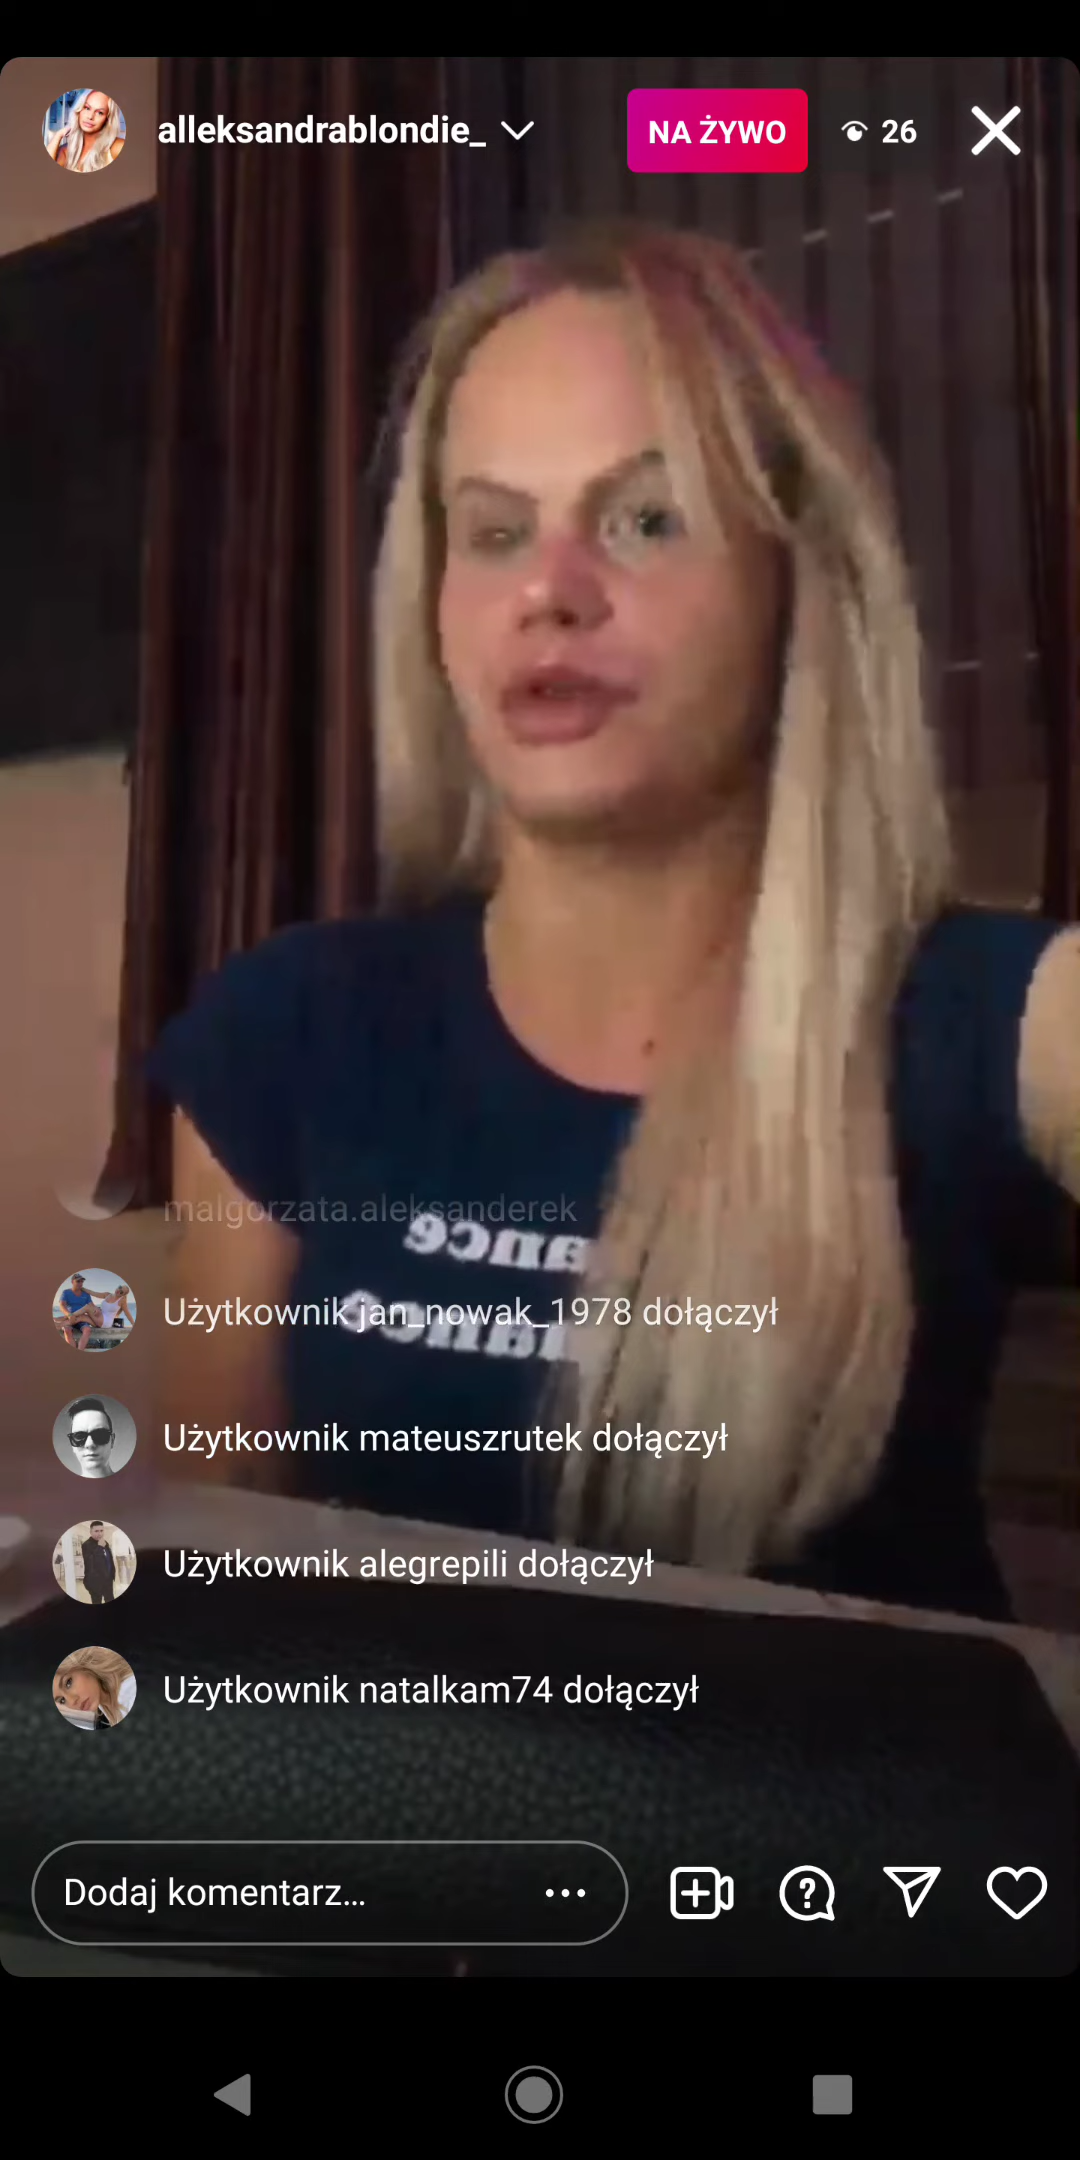 alleksandrablondie_
NA ŻYWO
26
malgorzata.aleksanderek
Użytkownik jan_nowak_1978 dołączył
Użytkownik mateuszrutek dołączył
Użytkownik alegrepili dołączył
Użytkownik natalkam74 dołączył
Dodaj komentarz...